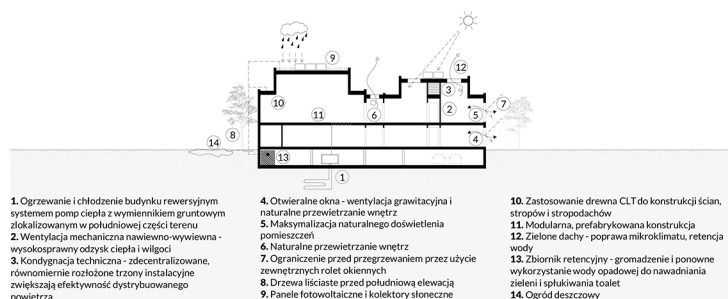 9
12
3
10
2
7
11
6
5
8
4
14
13
1
1. Ogrzewanie i chłodzenie budynku rewersyjnym
systemem pomp ciepła z wymiennikiem gruntowym
zlokalizowanym w południowej części terenu
2. Wentylacja mechaniczna nawiewno-wywiewna -
wysokosprawny odzysk ciepła i wilgoci
3. Kondygnacja techniczna - zdecentralizowane,
równomiernie rozłożone trzony instalacyjne
zwiększają efektywność dystrybuowanego
powietrza
4. Otwieralne okna - wentylacja grawitacyjna i
naturalne przewietrzanie wnętrz
5. Maksymalizacja naturalnego doświetlenia
pomieszczeń
6. Naturalne przewietrzanie wnętrz
7. Ograniczenie przed przegrzewaniem przez użycie
zewnętrznych rolet okiennych
8. Drzewa liściaste przed południową elewacją
9. Panele fotowoltaiczne i kolektory słoneczne
10. Zastosowanie drewna CLT do konstrukcji ścian,
stropów i stropodachów
11. Modularna, prefabrykowana konstrukcja
12. Zielone dachy - poprawa mikroklimatu, retencja
wody
13. Zbiornik retencyjny - gromadzenie i ponowne
wykorzystanie wody opadowej do nawadniania
zieleni i spłukiwania toalet
14. Ogród deszczowy